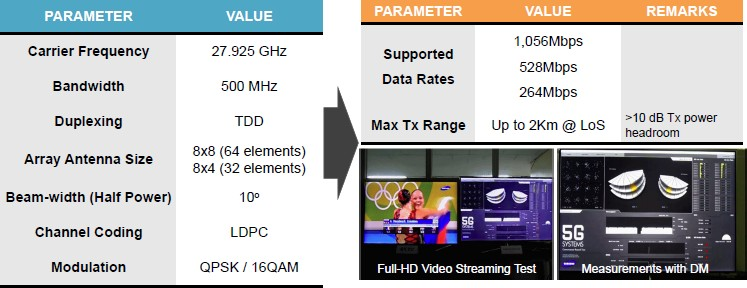 PARAMETER VALUE
Carrier Frequency 27.925 GHz
Bandwidth 500 MHz
Duplexing TDD
Array Antenna Size 8x8 (64 elements)
8x4 (32 elements)
Beam-width (Half Power) 10º
Channel Coding LDPC
Modulation QPSK / 16QAM
PARAMETER VALUE REMARKS
Supported
Data Rates
1,056Mbps
528Mbps
264Mbps
Max Tx Range Up to 2Km @ LoS >10 dB Tx power
headroom
5G
SYSTEMS
Full-HD Video Streaming Test
5G
SYSTEMS
Measurements with DM